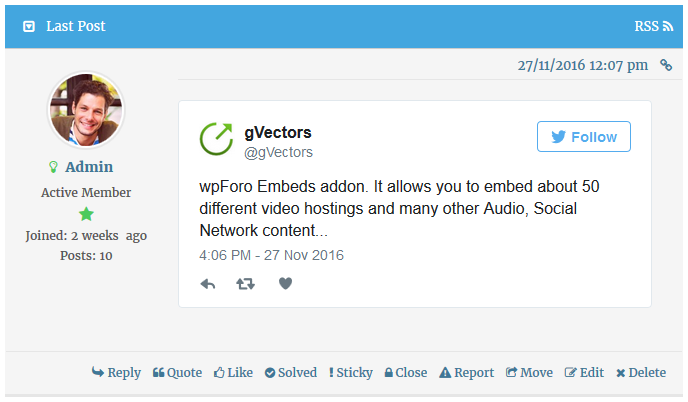 Last Post
RSS
27/11/2016 12:07 pm
Admin
Active Member
Joined: 2 weeks ago
Posts: 10
gVectors
@gVectors
Follow
wpForo Embeds addon. It allows you to embed about 50
different video hostings and many other Audio, Social
Network content...
4:06 PM - 27 Nov 2016
Reply Quote Like Solved Sticky Close Report Move Edit Delete